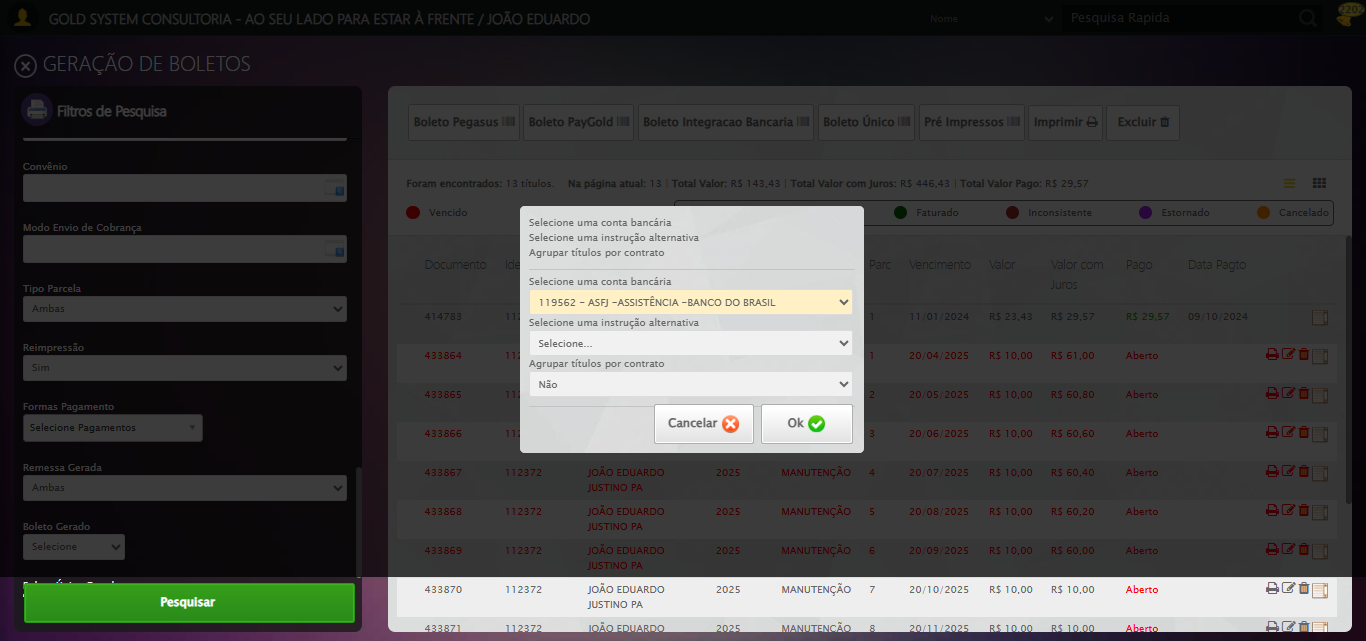 GOLD SYSTEM CONSULTORIA - AO SEU LADO PARA ESTAR À FRENTE / JOÃO EDUARDO
Nome
Pesquisa Rapida
2202
GERAÇÃO DE BOLETOS
Filtros de Pesquisa
Convênio
Modo Envio de Cobrança
Tipo Parcela
Ambas
Reimpressão
Sim
Formas Pagamento
Selecione Pagamentos
Remessa Gerada
Ambas
Boleto Gerado
Selecione
Pesquisar
Boleto Pegasus
Boleto PayGold
Boleto Integracao Bancaria
Boleto Único
Pré Impressos
Imprimir
Excluir
Foram encontrados: 13 títulos. Na página atual: 13 | Total Valor: R$ 143,43 | Total Valor com Juros: R$ 446,43 | Total Valor Pago: R$ 29,57
Vencido
Faturado
Inconsistente
Estornado
Cancelado
Selecione uma conta bancária
Selecione uma instrução alternativa
Agrupar títulos por contrato
Selecione uma conta bancária
119562 - ASFJ -ASSISTÊNCIA -BANCO DO BRASIL
Selecione uma instrução alternativa
Selecione...
Agrupar títulos por contrato
Não
Cancelar
Ok
Documento Ide Parc Vencimento Valor Valor com Juros Pago Data Pagto
414783 11 1 11/01/2024 R$ 23,43 R$ 29,57 R$ 29,57 09/10/2024
433864 112 1 20/04/2025 R$ 10,00 R$ 61,00 Aberto
433865 112 2 20/05/2025 R$ 10,00 R$ 60,80 Aberto
433866 112 3 20/06/2025 R$ 10,00 R$ 60,60 Aberto
433867 112372 JOÃO EDUARDO JUSTINO PA 2025 MANUTENÇÃO 4 20/07/2025 R$ 10,00 R$ 60,40 Aberto
433868 112372 JOÃO EDUARDO JUSTINO PA 2025 MANUTENÇÃO 5 20/08/2025 R$ 10,00 R$ 60,20 Aberto
433869 112372 JOÃO EDUARDO JUSTINO PA 2025 MANUTENÇÃO 6 20/09/2025 R$ 10,00 R$ 60,00 Aberto
433870 112372 JOÃO EDUARDO JUSTINO PA 2025 MANUTENÇÃO 7 20/10/2025 R$ 10,00 R$ 10,00 Aberto
433871 112372 JOÃO EDUARDO 2025 MANUTENÇÃO 8 20/11/2025 R$ 10,00 R$ 10,00 Aberto